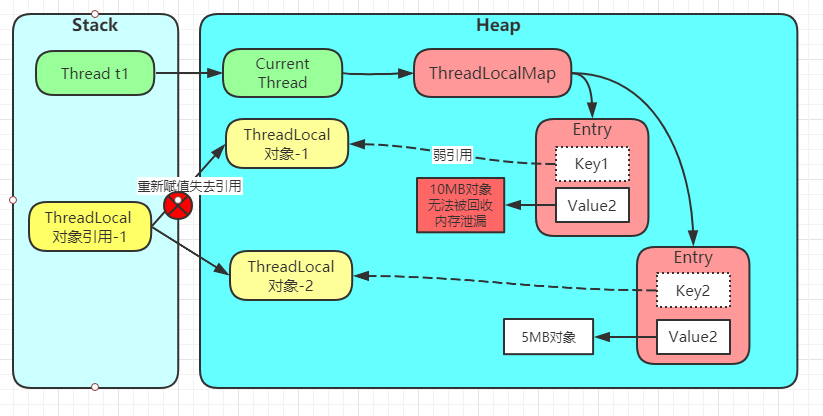 Stack
Heap
Thread t1
Current
Thread
ThreadLocalMap
ThreadLocal
对象-1
弱引用
Entry
Key1
Value2
重新赋值失去引用
10MB对象
无法被回收
内存泄漏
ThreadLocal
对象引用-1
ThreadLocal
对象-2
Entry
Key2
Value2
5MB对象